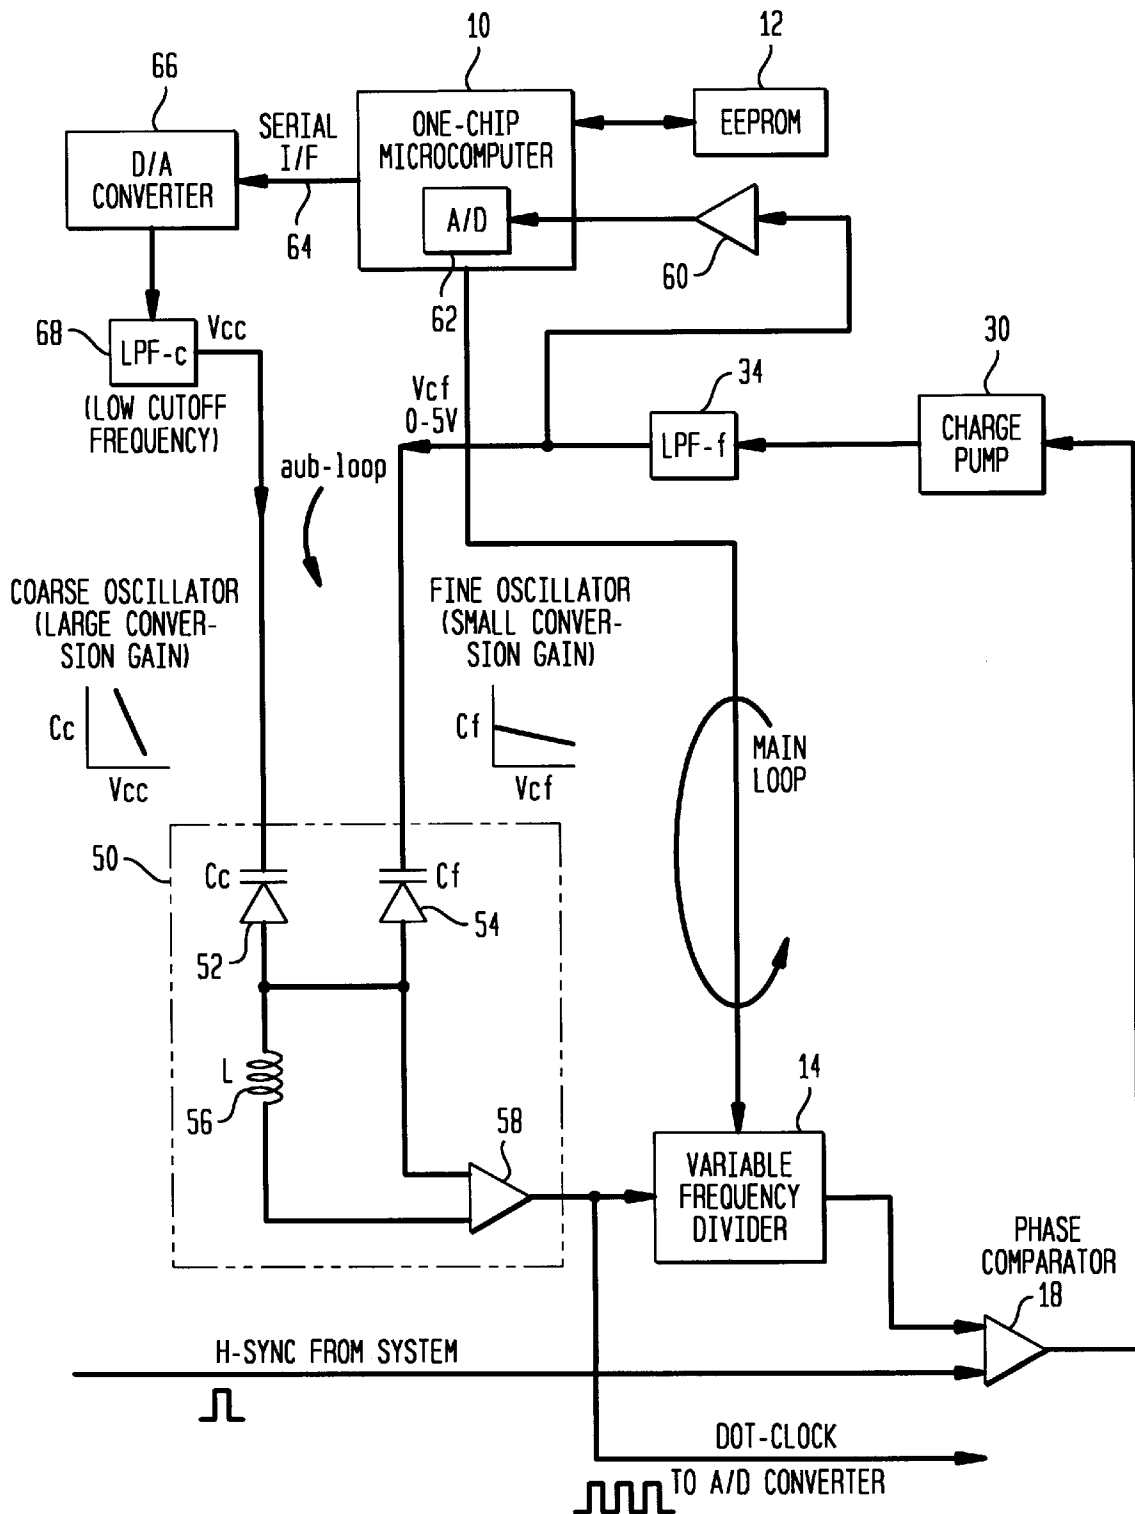 10
12
66
ONE-CHIP
MICROCOMPUTER
EEPROM
SERIAL
I/F
D/A
CONVERTER
A/D
64
60
62
68
LPF-c
Vcc
(LOW CUTOFF
FREQUENCY)
Vcf
0-5V
34
30
LPF-f
CHARGE
PUMP
aub-loop
COARSE OSCILLATOR
(LARGE CONVER-
SION GAIN)
FINE OSCILLATOR
(SMALL CONVER-
SION GAIN)
Cc
Vcc
Cf
Vcf
MAIN
LOOP
50
Cc
Cf
52
54
L
56
58
14
VARIABLE
FREQUENCY
DIVIDER
PHASE
COMPARATOR
18
H-SYNC FROM SYSTEM
DOT-CLOCK
TO A/D CONVERTER